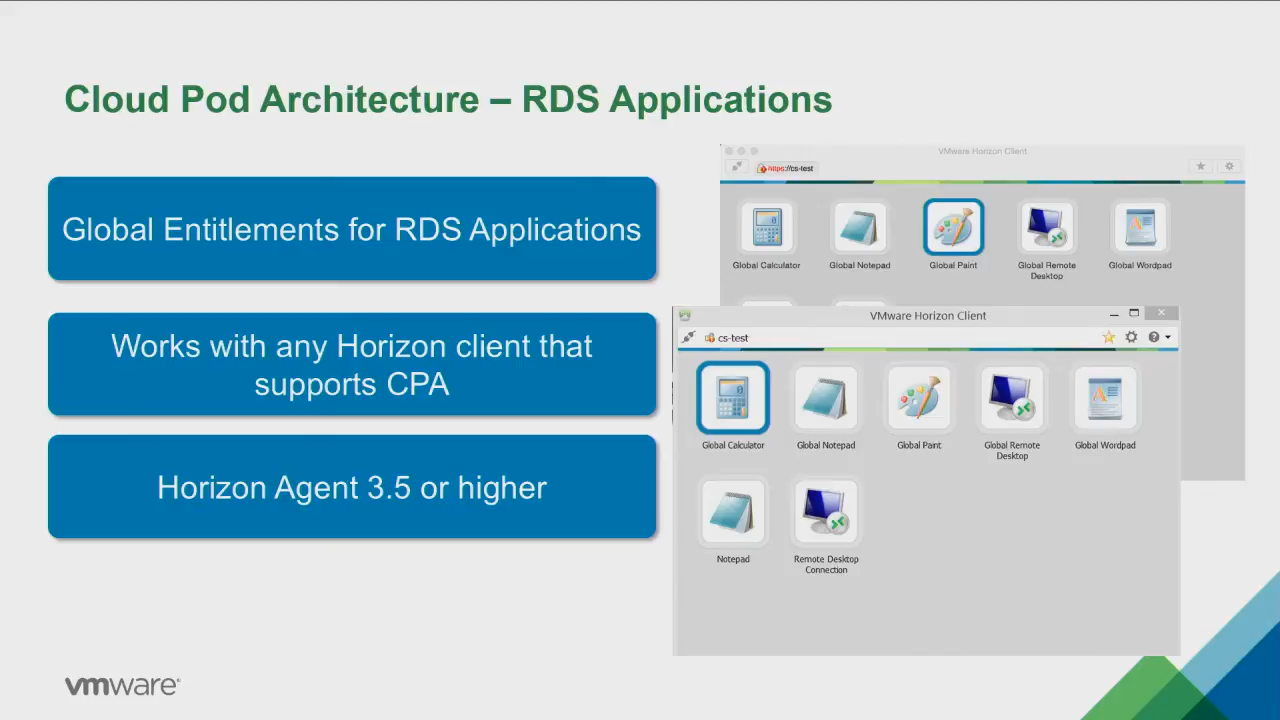 Cloud Pod Architecture – RDS Applications
Global Entitlements for RDS Applications
Works with any Horizon client that
supports CPA
Horizon Agent 3.5 or higher
VMware Horizon Client
https://cs-test
Global Calculator
Global Notepad
Global Paint
Global Remote
Desktop
Global Wordpad
VMware Horizon Client
cs-test
Global Calculator
Global Notepad
Global Paint
Global Remote
Desktop
Global Wordpad
Notepad
Remote Desktop
Connection
vmware®